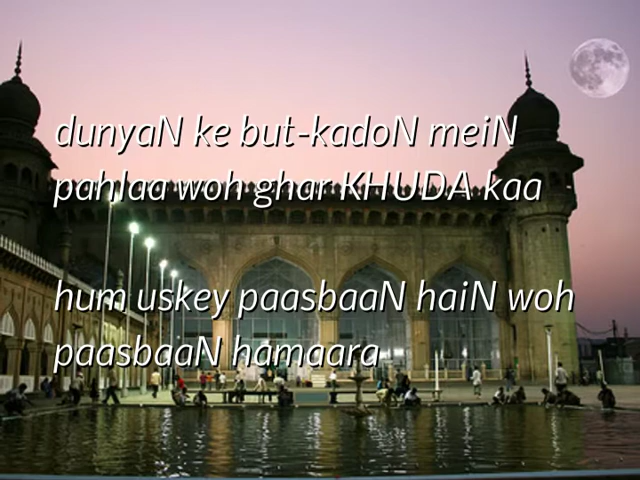 dunyaN ke but-kadoN meiN
pahlaa woh ghar KHUDA kaa
hum uskey paasbaaN haiN woh
paasbaaN hamaara